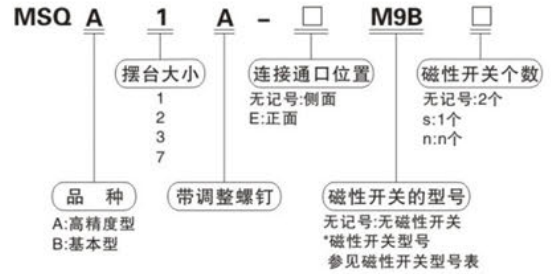 MSQ A 1 A – □ M9B □
摆台大小
1
2
3
7
连接通口位置
无记号:侧面
E:正面
磁性开关个数
无记号:2个
s:1个
n:n个
品 种
A:高精度型
B:基本型
带调整螺钉
磁性开关的型号
无记号:无磁性开关
*磁性开关型号
参见磁性开关型号表